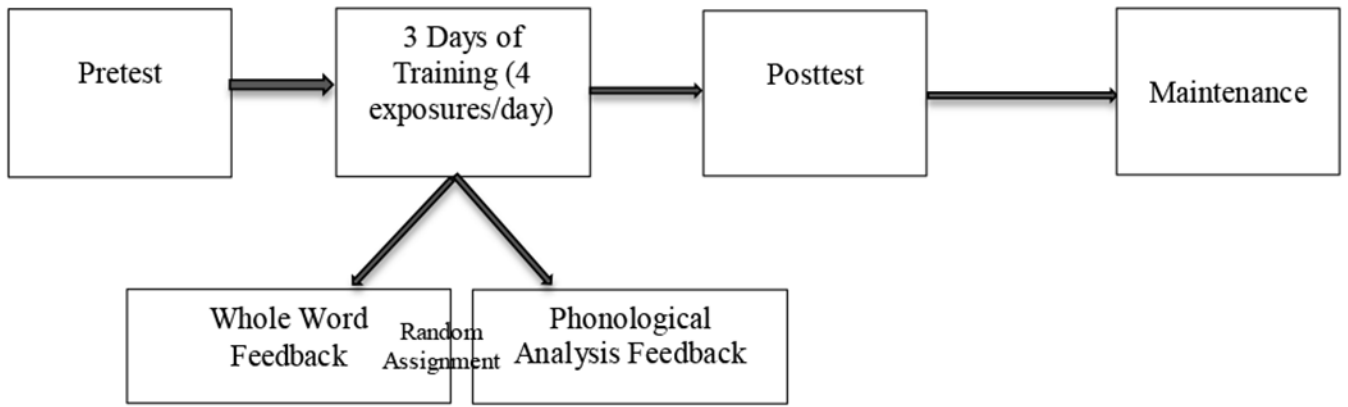 Pretest
3 Days of
Training (4
exposures/day)
Posttest
Maintenance
Whole Word
Feedback
Random
Assignment
Phonological
Analysis Feedback